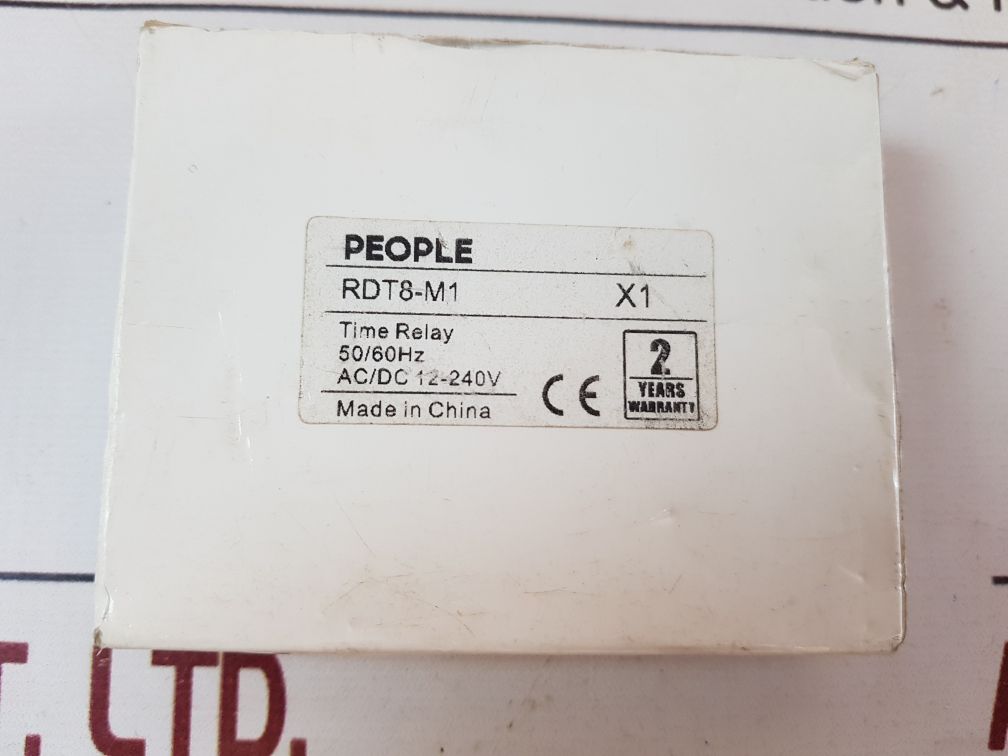 PEOPLE
RDT8-M1 X1
Time Relay
50/60Hz
AC/DC 12-240V
Made in China
CE
2
YEARS
WARRANTY
LTD.